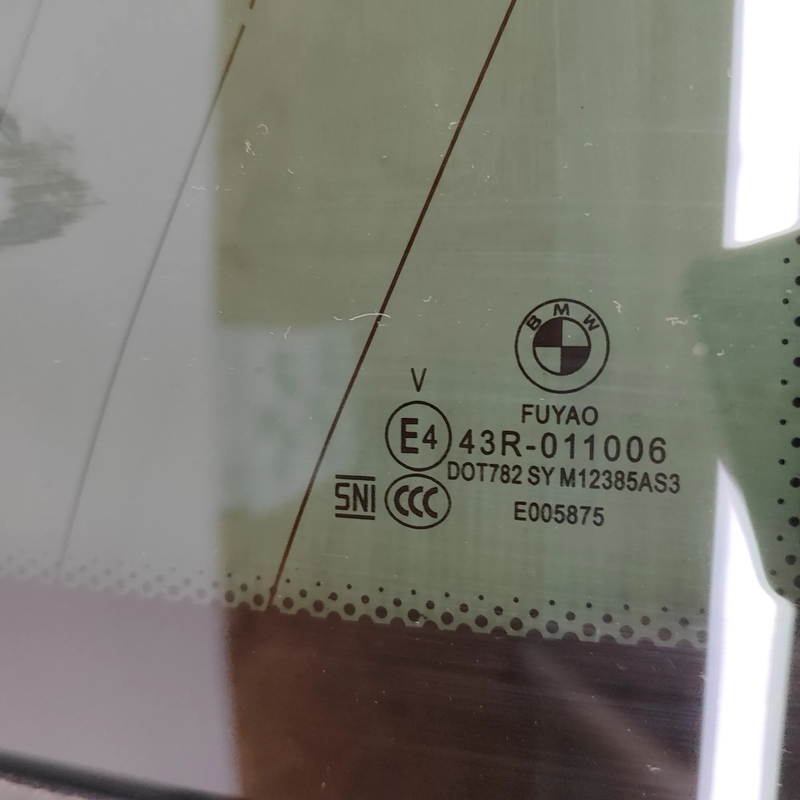 BMW
FUYAO
V
E4 43R-011006
DOT782 SY M12385AS3
SNI CCC
E005875